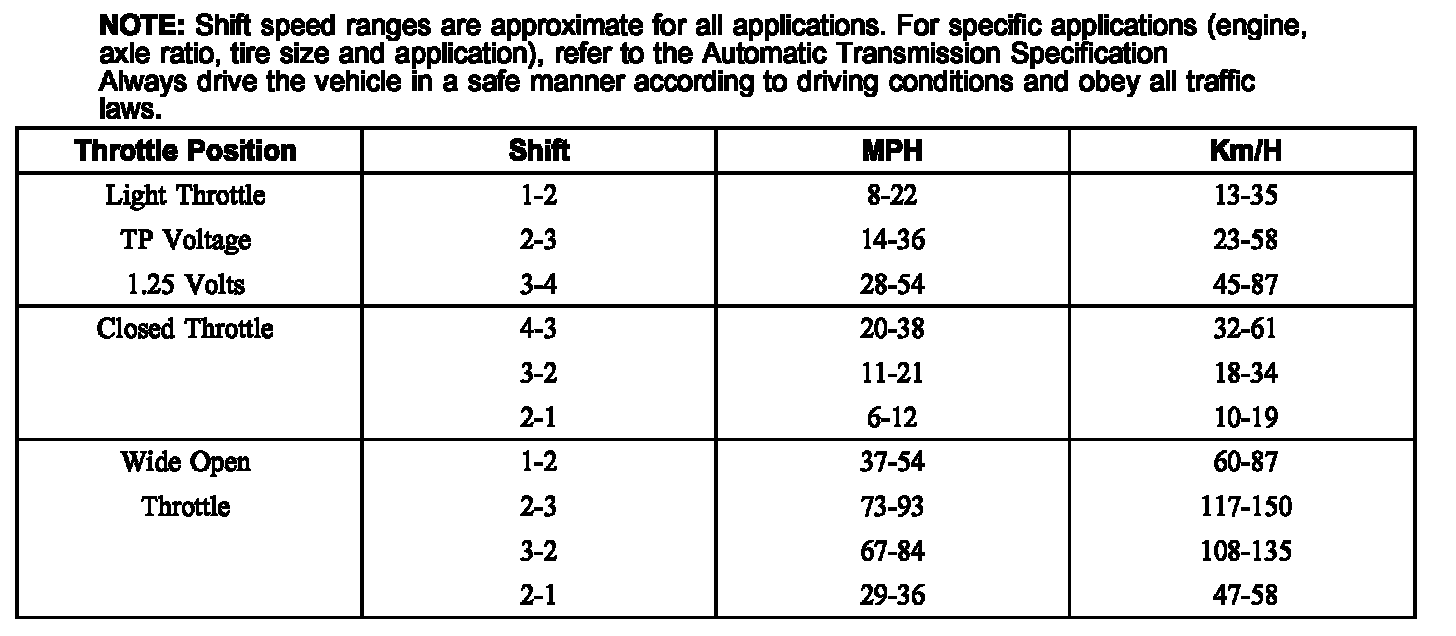 NOTE: Shift speed ranges are approximate for all applications. For specific applications (engine,
axle ratio, tire size and application), refer to the Automatic Transmission Specification
Always drive the vehicle in a safe manner according to driving conditions and obey all traffic
laws.
Throttle Position Shift MPH Km/H
Light Throttle 1-2 8-22 13-35
TP Voltage 2-3 14-36 23-58
1.25 Volts 3-4 28-54 45-87
Closed Throttle 4-3 20-38 32-61
3-2 11-21 18-34
2-1 6-12 10-19
Wide Open 1-2 37-54 60-87
Throttle 2-3 73-93 117-150
3-2 67-84 108-135
2-1 29-36 47-58